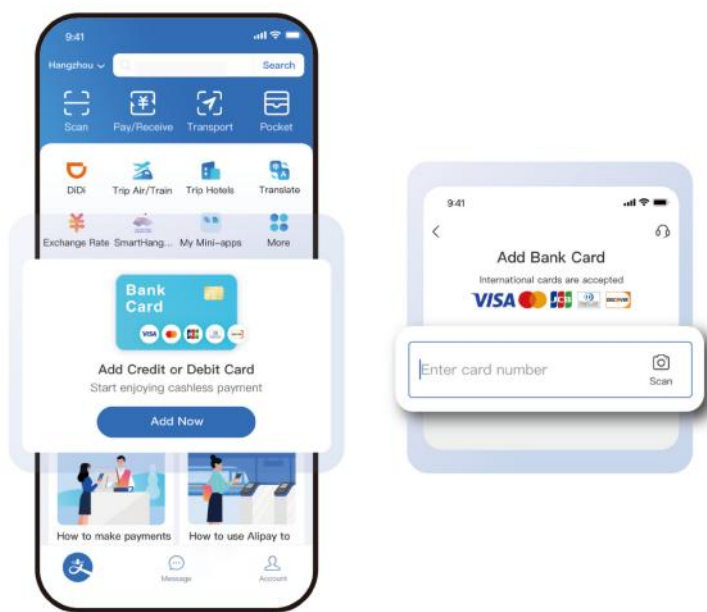 9:41
Hangzhou
Search
Scan
Pay/Receive
Transport
Pocket
DiDi
Trip Air/Train
Trip Hotels
Translate
Exchange Rate
SmartHang...
My Mini-apps
More
Bank
Card
VISA
JCB
Add Credit or Debit Card
Start enjoying cashless payment
Add Now
How to make payments
How to use Alipay to
支
Message
Account
9:41
Add Bank Card
International cards are accepted
VISA
JCB
DISCOVER
Enter card number
Scan